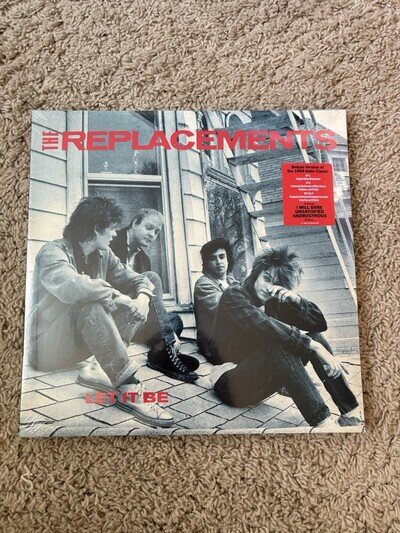 THE REPLACEMENTS
Deluxe Version of
the 1984 Indie Classic
I WILL DARE
UNSATISFIED
ANDROGYNOUS
LET IT BE